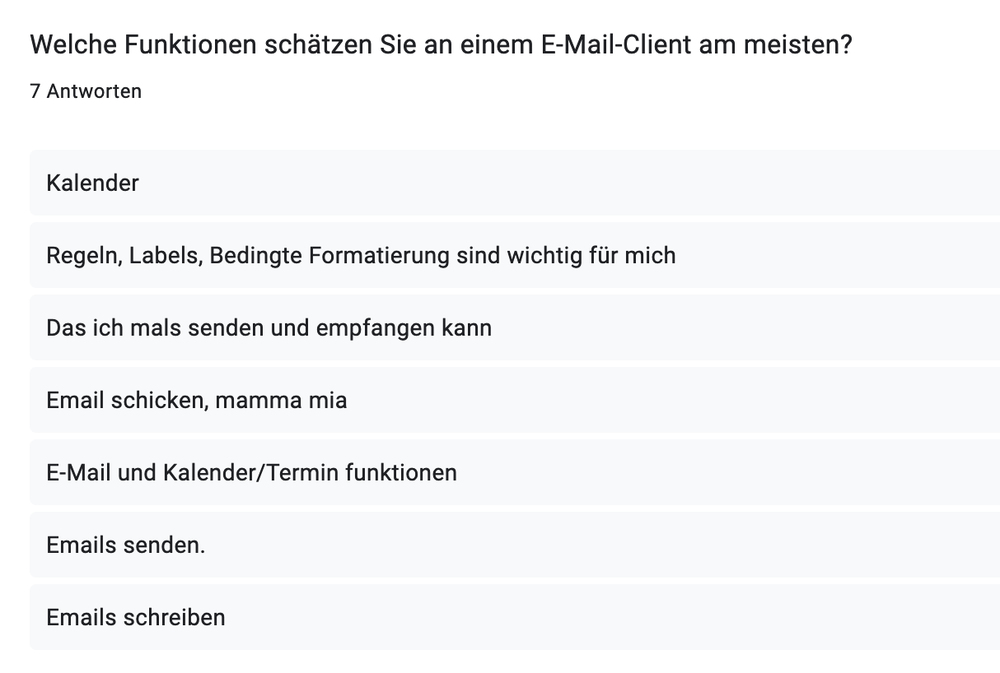 Welche Funktionen schätzen Sie an einem E-Mail-Client am meisten?
7 Antworten
Kalender
Regeln, Labels, Bedingte Formatierung sind wichtig für mich
Das ich mals senden und empfangen kann
Email schicken, mamma mia
E-Mail und Kalender/Termin funktionen
Emails senden.
Emails schreiben